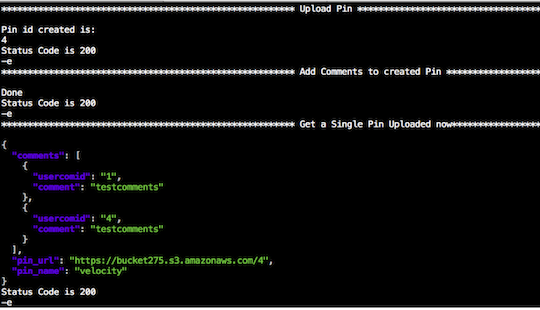 ******************************************************** Upload Pin ***********************************
Pin id created is:
4
Status Code is 200
-e
******************************************************** Add Comments to created Pin ******************
Done
Status Code is 200
-e
******************************************************** Get a Single Pin Uploaded now*****************
{
"comments": [
{
"usercomid": "1",
"comment": "testcomments"
},
{
"usercomid": "4",
"comment": "testcomments"
}
],
"pin_url": "https://bucket275.s3.amazonaws.com/4",
"pin_name": "velocity"
}
Status Code is 200
-e